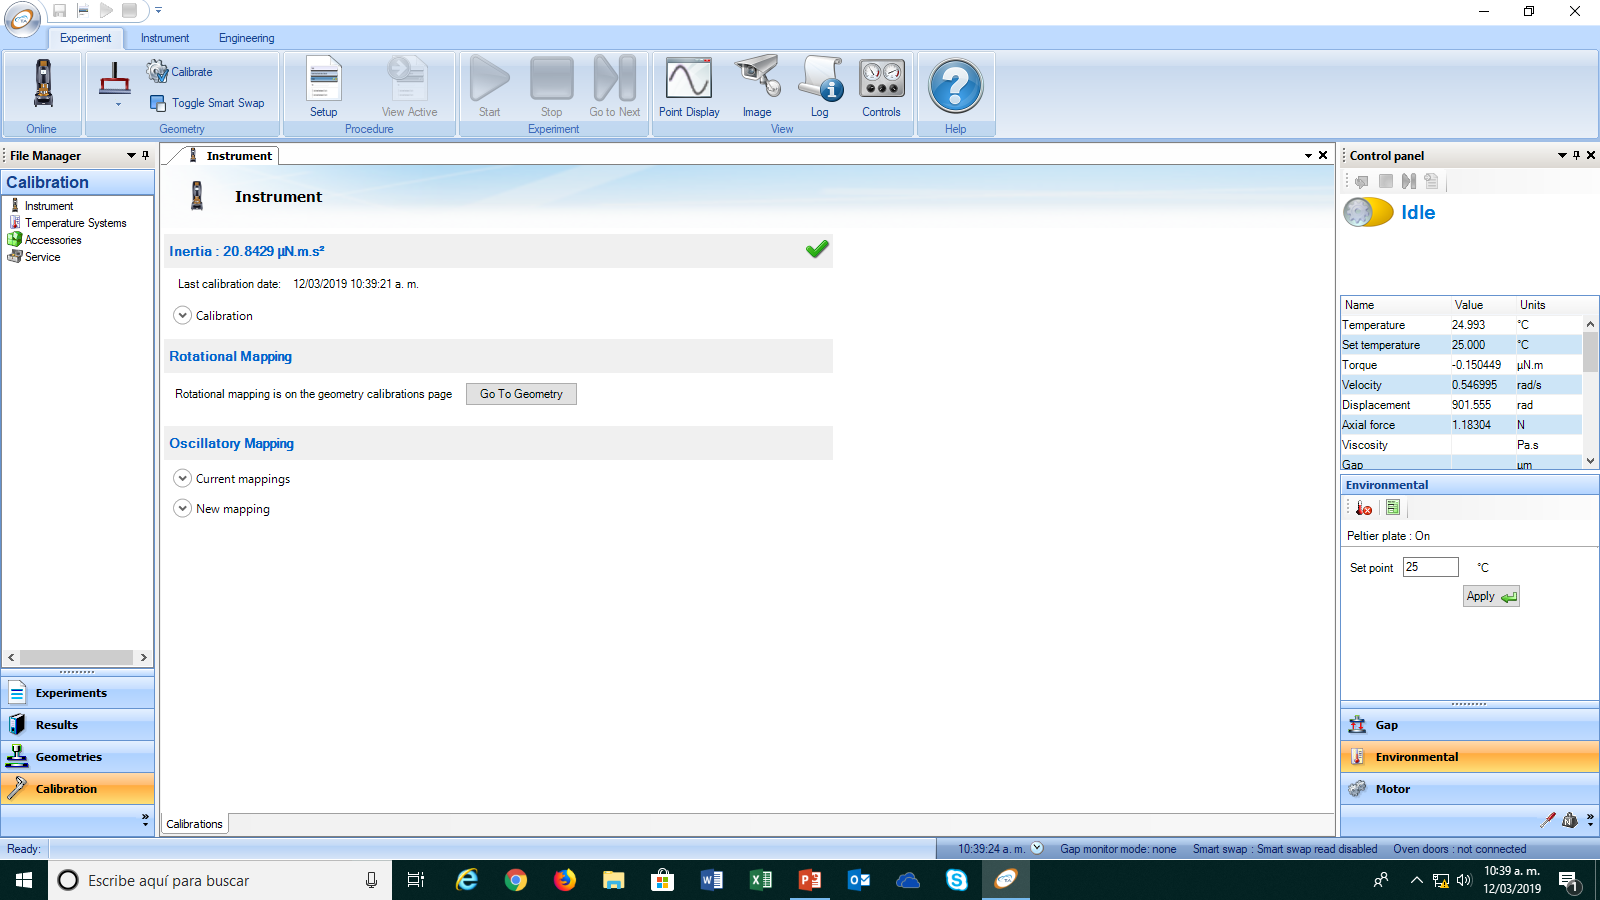 Experiment Instrument Engineering
Calibrate
Toggle Smart Swap
Setup View Active Start Stop Go to Next Point Display Image Log Controls
Online Geometry Procedure Experiment View Help
File Manager
Calibration
Instrument
Temperature Systems
Accessories
Service
Experiments
Results
Geometries
Calibration
Instrument
Instrument
Inertia : 20.8429 µN.m.s²
Last calibration date: 12/03/2019 10:39:21 a. m.
Calibration
Rotational Mapping
Rotational mapping is on the geometry calibrations page Go To Geometry
Oscillatory Mapping
Current mappings
New mapping
Calibrations
Control panel
Idle
Name Value Units
Temperature 24.993 °C
Set temperature 25.000 °C
Torque -0.150449 µN.m
Velocity 0.546995 rad/s
Displacement 901.555 rad
Axial force 1.18304 N
Viscosity Pa.s
Gap µm
Environmental
Peltier plate : On
Set point 25 °C
Apply
Gap
Environmental
Motor
Ready: 10:39:24 a. m. Gap monitor mode: none Smart swap : Smart swap read disabled Oven doors : not connected
Escribe aquí para buscar
10:39 a. m.
12/03/2019
1